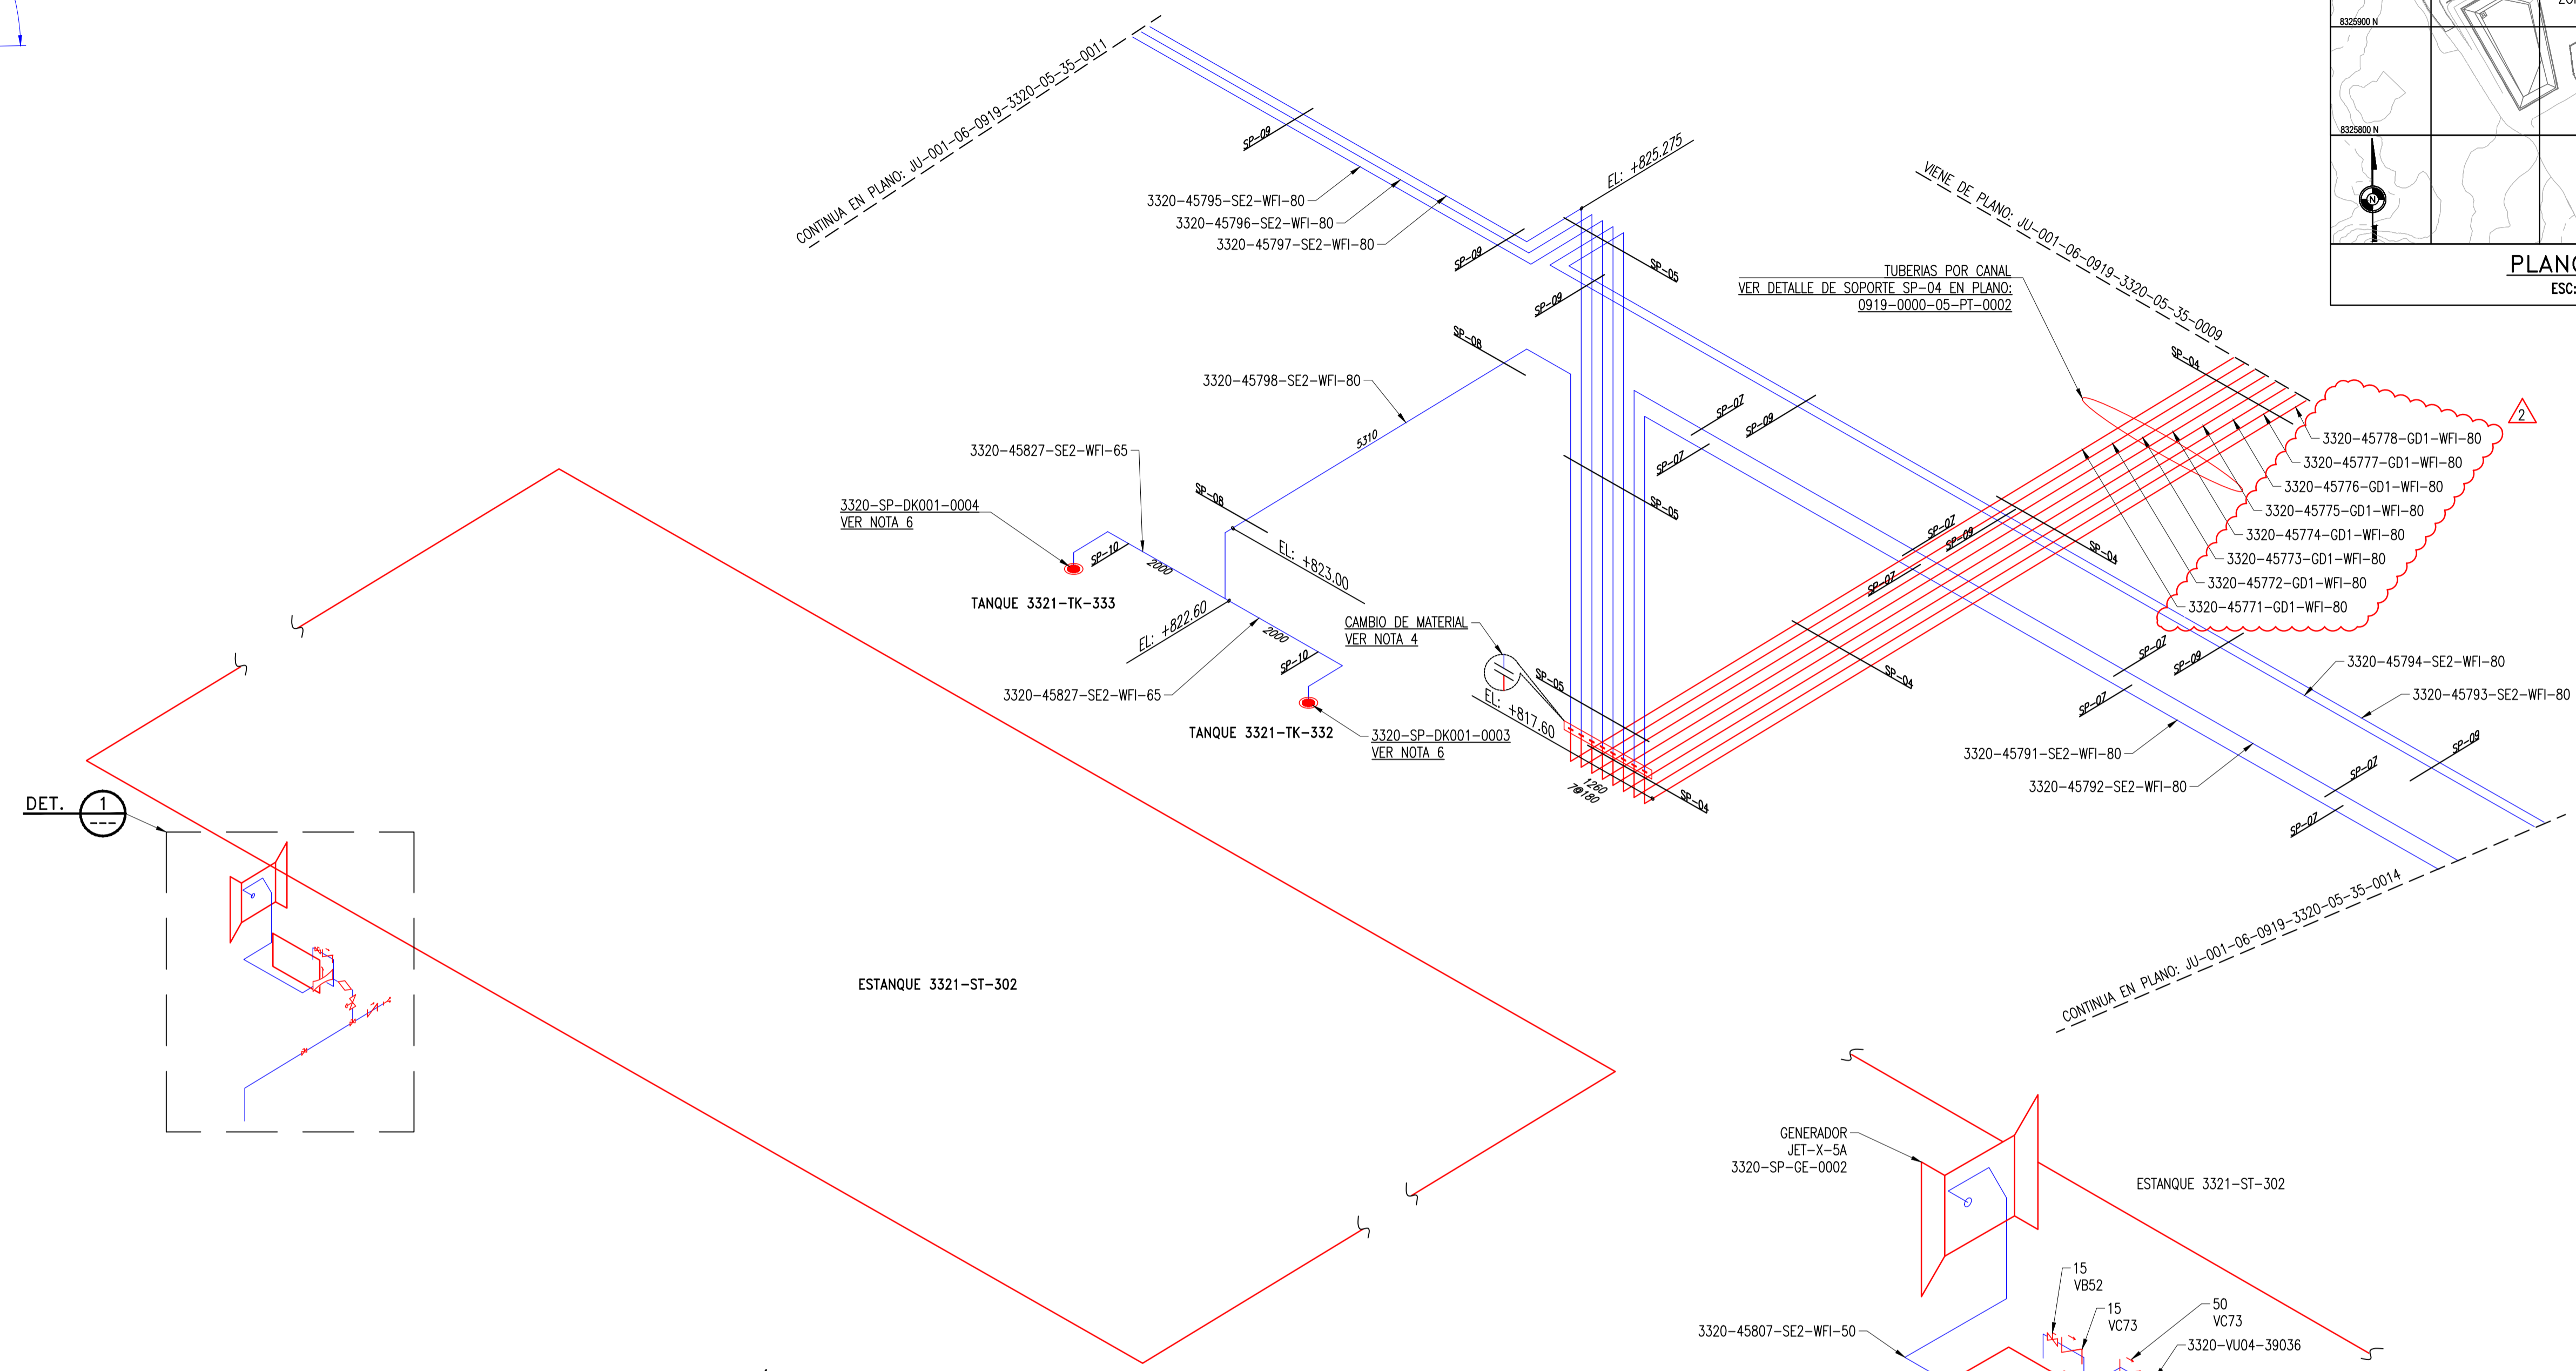 8325900 N
8325800 N
N
PLANO
ESC:
CONTINUA EN PLANO: JU-001-06-0919-3320-05-35-0011
SP-09
3320-45795-SE2-WFI-80
3320-45796-SE2-WFI-80
3320-45797-SE2-WFI-80
SP-09
EL: +825.275
SP-05
SP-09
VIENE DE PLANO: JU-001-06-0919-3320-05-35-0009
TUBERIAS POR CANAL
VER DETALLE DE SOPORTE SP-04 EN PLANO:
0919-0000-05-PT-0002
SP-04
2
3320-45778-GD1-WFI-80
3320-45777-GD1-WFI-80
3320-45776-GD1-WFI-80
3320-45775-GD1-WFI-80
3320-45774-GD1-WFI-80
3320-45773-GD1-WFI-80
3320-45772-GD1-WFI-80
3320-45771-GD1-WFI-80
SP-08
3320-45798-SE2-WFI-80
5310
SP-07
SP-09
SP-07
SP-05
3320-45827-SE2-WFI-65
SP-08
3320-SP-DK001-0004
VER NOTA 6
SP-10
2000
EL: +823.00
TANQUE 3321-TK-333
EL: +822.60
2000
SP-10
3320-45827-SE2-WFI-65
TANQUE 3321-TK-332
3320-SP-DK001-0003
VER NOTA 6
CAMBIO DE MATERIAL
VER NOTA 4
SP-05
EL: +817.60
1260
7@180
SP-04
SP-04
SP-07
SP-09
SP-07
SP-04
SP-07
SP-09
SP-07
3320-45794-SE2-WFI-80
3320-45793-SE2-WFI-80
3320-45791-SE2-WFI-80
3320-45792-SE2-WFI-80
SP-09
SP-07
SP-07
CONTINUA EN PLANO: JU-001-06-0919-3320-05-35-0014
DET.
1
---
ESTANQUE 3321-ST-302
GENERADOR
JET-X-5A
3320-SP-GE-0002
ESTANQUE 3321-ST-302
15
VB52
15
VC73
50
VC73
3320-VU04-39036
3320-45807-SE2-WFI-50